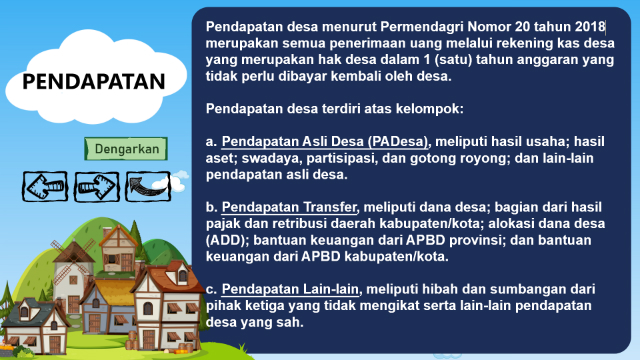 PENDAPATAN
Dengarkan
Pendapatan desa menurut Permendagri Nomor 20 tahun 2018
merupakan semua penerimaan uang melalui rekening kas desa
yang merupakan hak desa dalam 1 (satu) tahun anggaran yang
tidak perlu dibayar kembali oleh desa.
Pendapatan desa terdiri atas kelompok:
a. Pendapatan Asli Desa (PADesa), meliputi hasil usaha; hasil
aset; swadaya, partisipasi, dan gotong royong; dan lain-lain
pendapatan asli desa.
b. Pendapatan Transfer, meliputi dana desa; bagian dari hasil
pajak dan retribusi daerah kabupaten/kota; alokasi dana desa
(ADD); bantuan keuangan dari APBD provinsi; dan bantuan
keuangan dari APBD kabupaten/kota.
c. Pendapatan Lain-lain, meliputi hibah dan sumbangan dari
pihak ketiga yang tidak mengikat serta lain-lain pendapatan
desa yang sah.